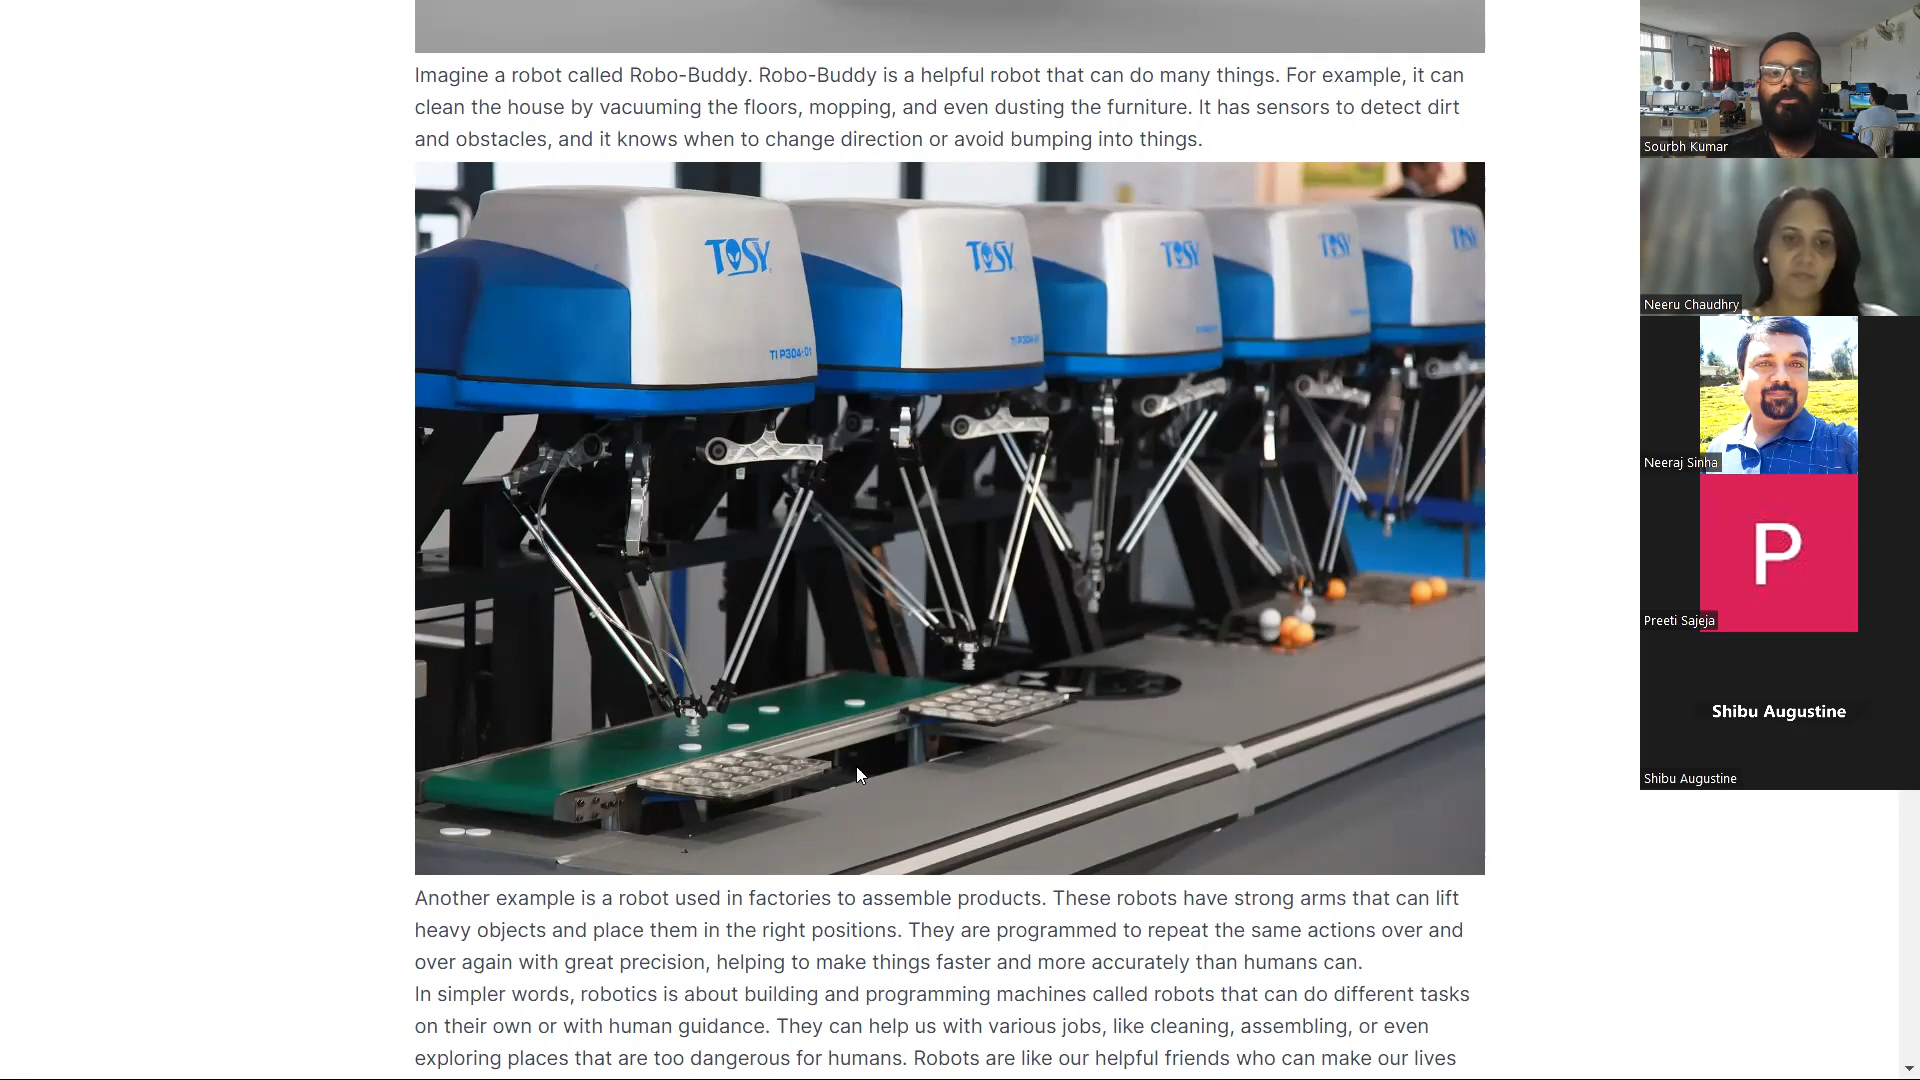 Imagine a robot called Robo-Buddy. Robo-Buddy is a helpful robot that can do many things. For example, it can
clean the house by vacuuming the floors, mopping, and even dusting the furniture. It has sensors to detect dirt
and obstacles, and it knows when to change direction or avoid bumping into things.
TOSY
TOSY
TOSY
TOSY
TOSY
TI P304-01
Another example is a robot used in factories to assemble products. These robots have strong arms that can lift
heavy objects and place them in the right positions. They are programmed to repeat the same actions over and
over again with great precision, helping to make things faster and more accurately than humans can.
In simpler words, robotics is about building and programming machines called robots that can do different tasks
on their own or with human guidance. They can help us with various jobs, like cleaning, assembling, or even
exploring places that are too dangerous for humans. Robots are like our helpful friends who can make our lives
Sourbh Kumar
Neeru Chaudhry
Neeraj Sinha
P
Preeti Sajeja
Shibu Augustine
Shibu Augustine